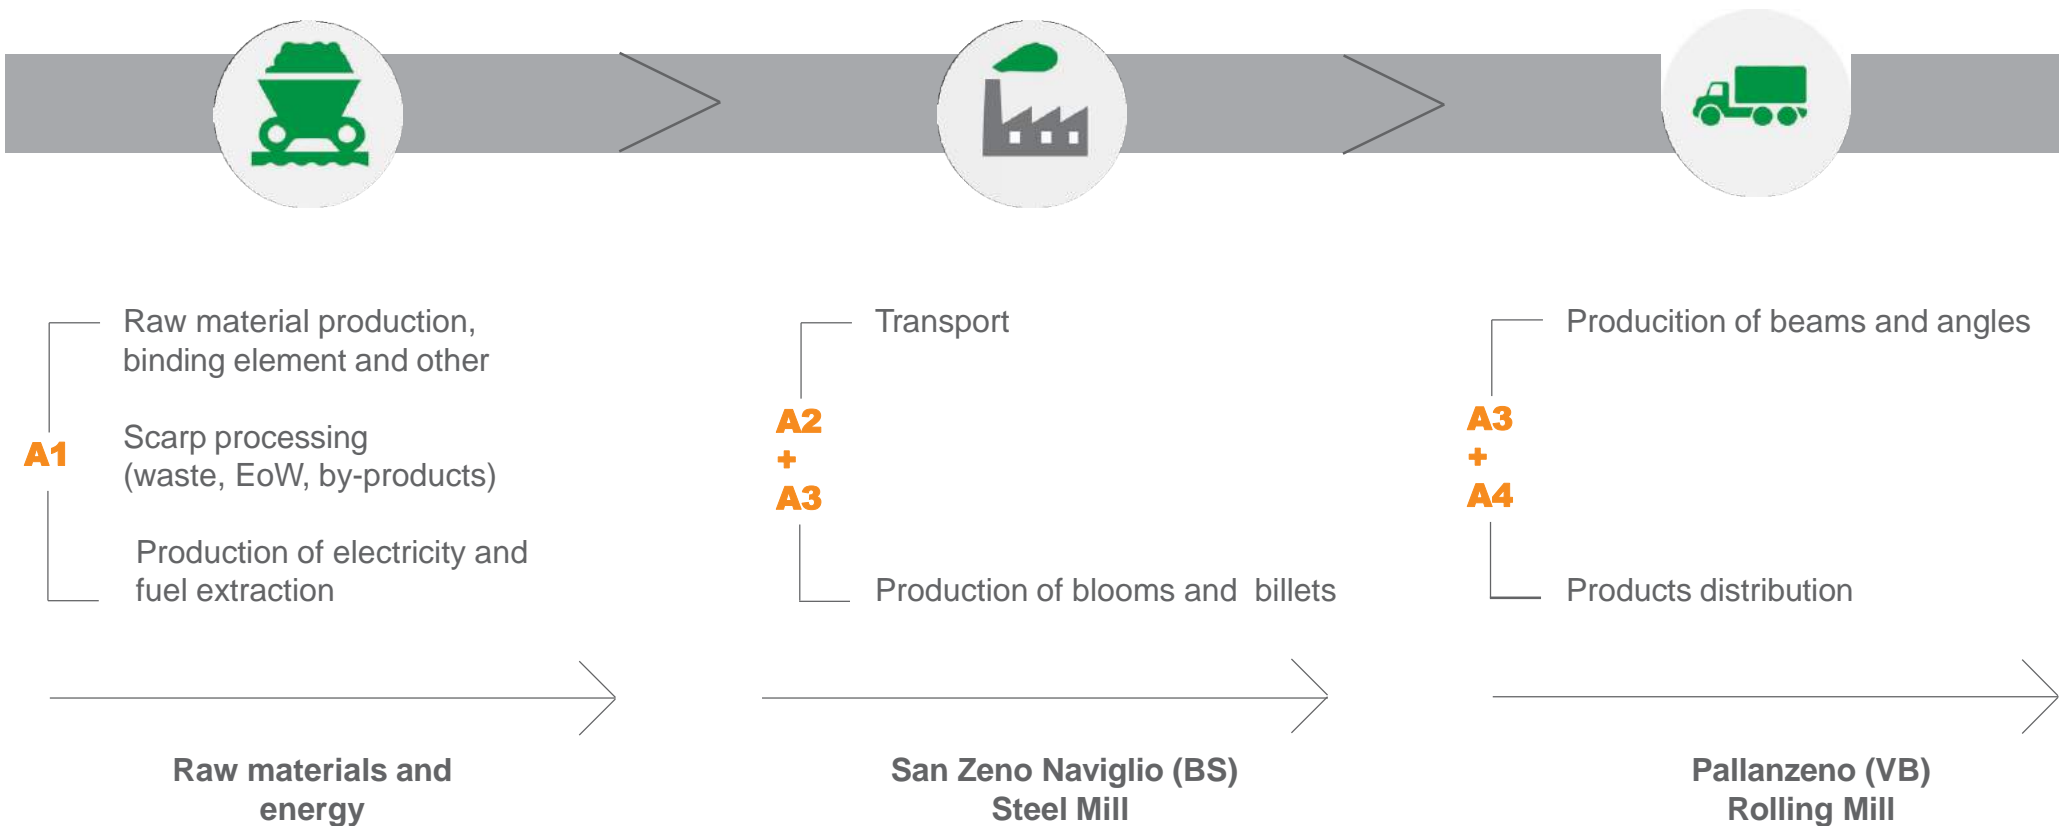 Raw material production,
binding element and other
A1
Scarp processing
(waste, EoW, by-products)
Production of electricity and
fuel extraction
Raw materials and
energy
Transport
A2
+
A3
Production of blooms and billets
San Zeno Naviglio (BS)
Steel Mill
Producition of beams and angles
A3
+
A4
Products distribution
Pallanzeno (VB)
Rolling Mill